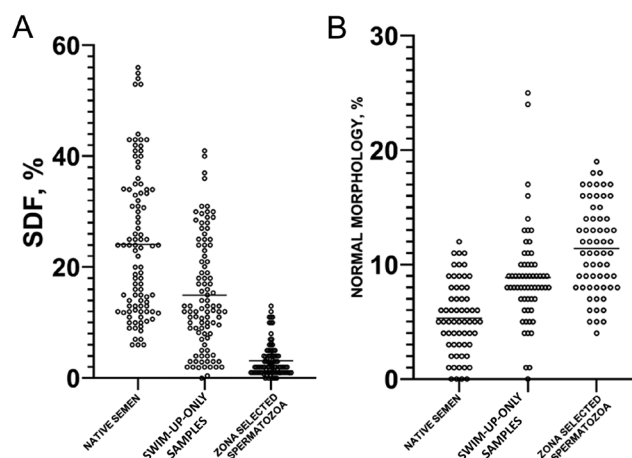 A
SDF, %
60
40
20
0
NATIVE SEMEN
SWIM-UP-ONLY
SAMPLES
ZONA SELECTED
SPERMATOZOA
B
NORMAL MORPHOLOGY, %
30
20
10
0
NATIVE SEMEN
SWIM-UP-ONLY
SAMPLES
ZONA SELECTED
SPERMATOZOA